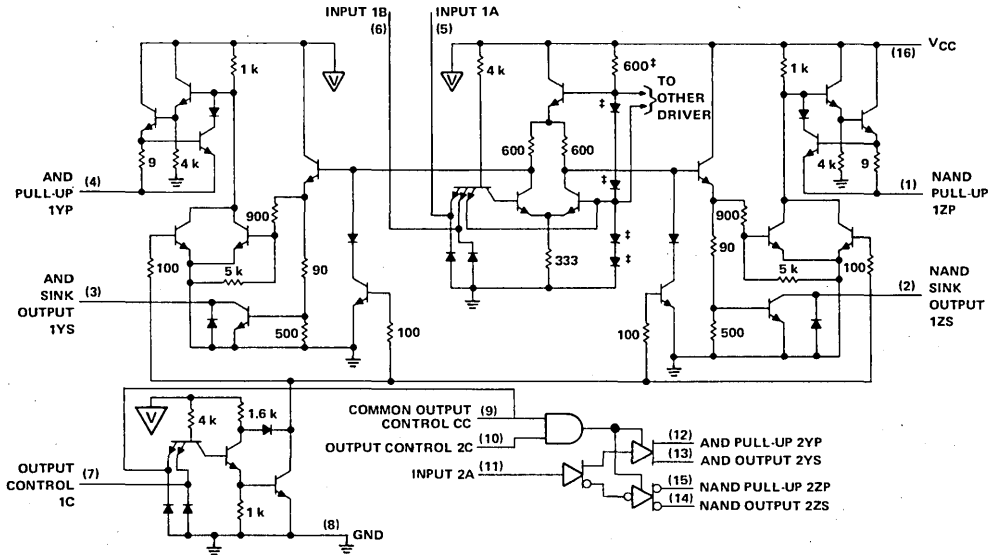 INPUT 1B
(6)
INPUT 1A
(5)
V
V
VCC
(16)
1 k
4 k
600‡
TO
OTHER
DRIVER
‡
1 k
9
4 k
600
600
4 k
9
AND
PULL-UP
1YP
(4)
‡
(1)
NAND
PULL-UP
1ZP
900
900
100
5 k
90
333
‡
‡
90
5 k
100
AND
SINK
OUTPUT
1YS
(3)
(2)
NAND
SINK
OUTPUT
1ZS
500
100
100
500
V
4 k
1.6 k
COMMON OUTPUT
CONTROL CC
(9)
OUTPUT CONTROL 2C
(10)
(12)
AND PULL-UP 2YP
(13)
AND OUTPUT 2YS
INPUT 2A
(11)
OUTPUT
CONTROL
1C
(7)
(15)
NAND PULL-UP 2ZP
(14)
NAND OUTPUT 2ZS
1 k
(8)
GND